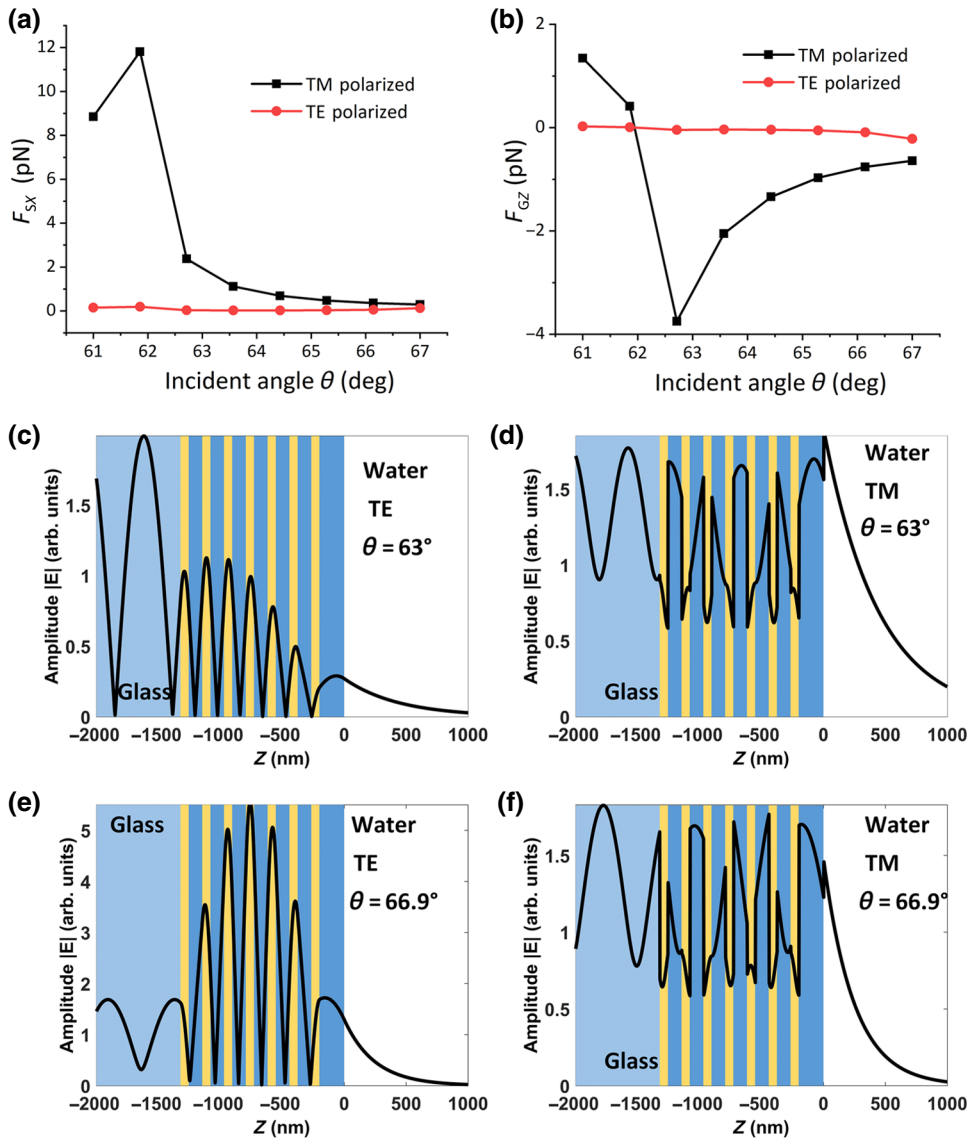 (a)
12
10
8
6
4
2
0
F_SX (pN)
TM polarized
TE polarized
61 62 63 64 65 66 67
Incident angle θ (deg)
(b)
2
0
−2
−4
F_GZ (pN)
TM polarized
TE polarized
61 62 63 64 65 66 67
Incident angle θ (deg)
(c)
Amplitude |E| (arb. units)
1.5
1
0.5
0
Water
TE
θ = 63°
Glass
−2000 −1500 −1000 −500 0 500 1000
Z (nm)
(d)
Amplitude |E| (arb. units)
1.5
1
0.5
0
Water
TM
θ = 63°
Glass
−2000 −1500 −1000 −500 0 500 1000
Z (nm)
(e)
Amplitude |E| (arb. units)
5
4
3
2
1
0
Glass
Water
TE
θ = 66.9°
−2000 −1500 −1000 −500 0 500 1000
Z (nm)
(f)
Amplitude |E| (arb. units)
1.5
1
0.5
0
Water
TM
θ = 66.9°
Glass
−2000 −1500 −1000 −500 0 500 1000
Z (nm)